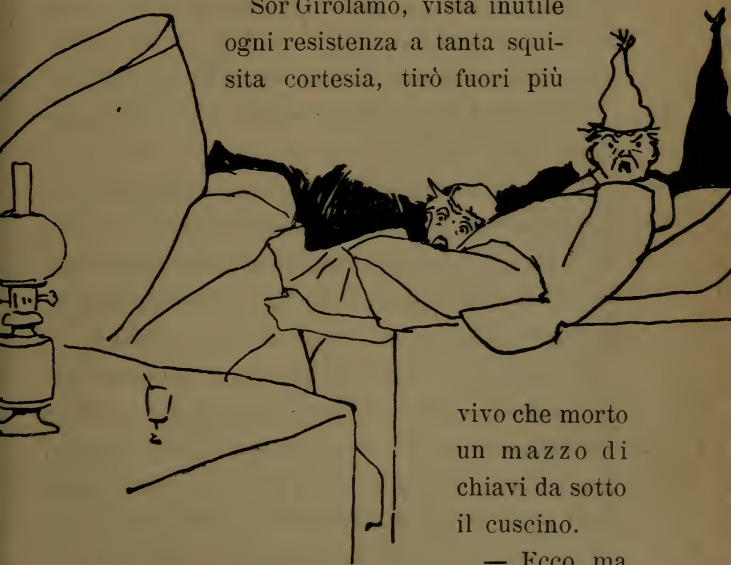 Sor Girolamo, vista inutile
ogni resistenza a tanta squi-
sita cortesia, tirò fuori più
vivo che morto
un mazzo di
chiavi da sotto
il cuscino.
— Ecco, ma